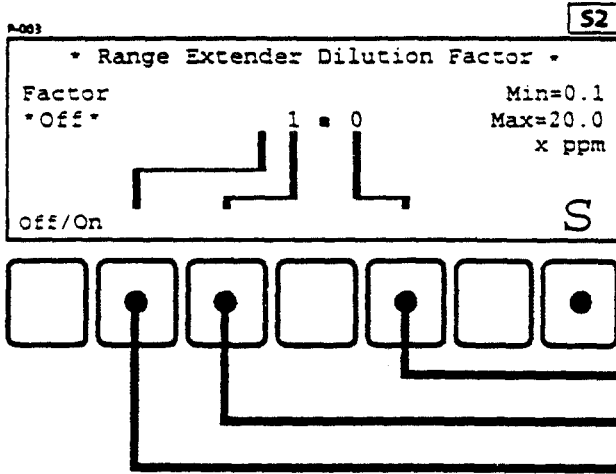 S2
P-003
* Range Extender Dilution Factor *
Factor Min=0.1
*Off* 1 . 0 Max=20.0
x ppm
Off/On S